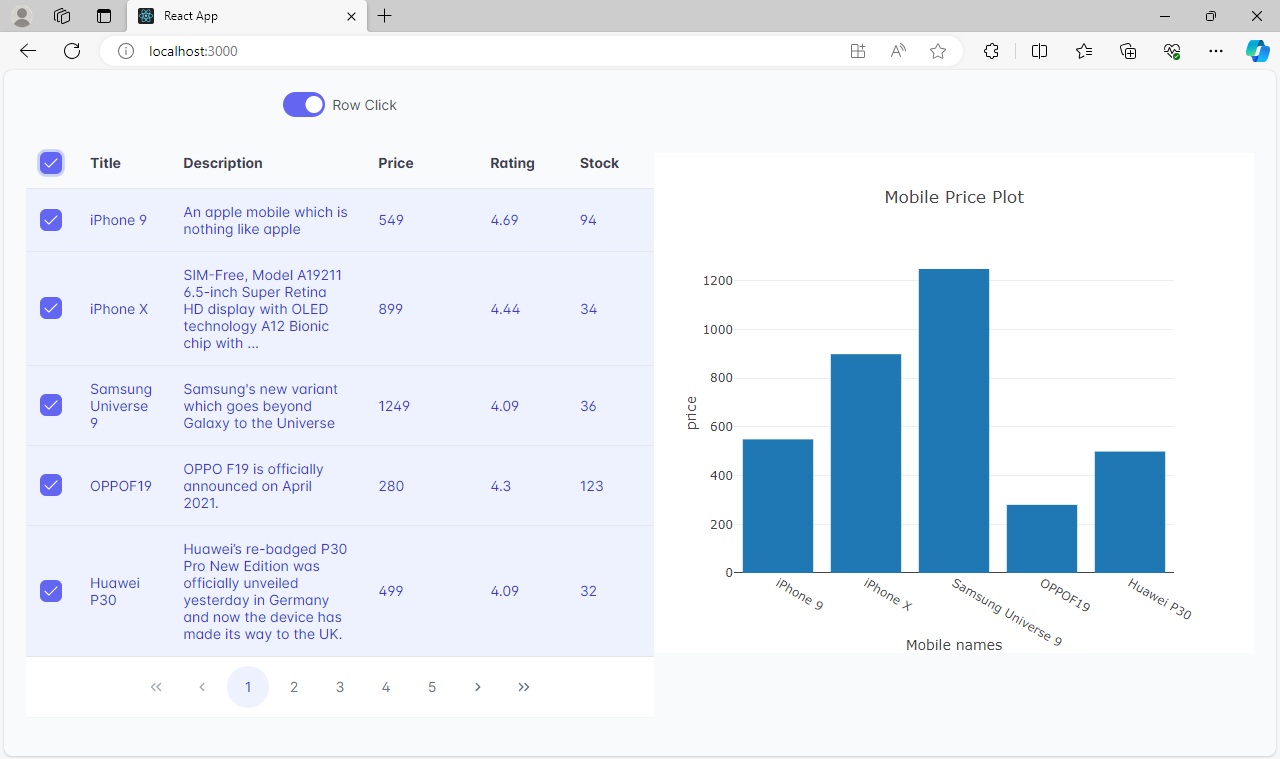 React App
localhost:3000
Row Click
Title Description Price Rating Stock
iPhone 9
An apple mobile which is
nothing like apple
549 4.69 94
iPhone X
SIM-Free, Model A19211
6.5-inch Super Retina
HD display with OLED
technology A12 Bionic
chip with ...
899 4.44 34
Samsung
Universe
9
Samsung's new variant
which goes beyond
Galaxy to the Universe
1249 4.09 36
OPPOF19
OPPO F19 is officially
announced on April
2021.
280 4.3 123
Huawei
P30
Huawei's re-badged P30
Pro New Edition was
officially unveiled
yesterday in Germany
and now the device has
made its way to the UK.
499 4.09 32
1 2 3 4 5
Mobile Price Plot
price
1200
1000
800
600
400
200
0
iPhone 9
iPhone X
Samsung Universe 9
OPPOF19
Huawei P30
Mobile names